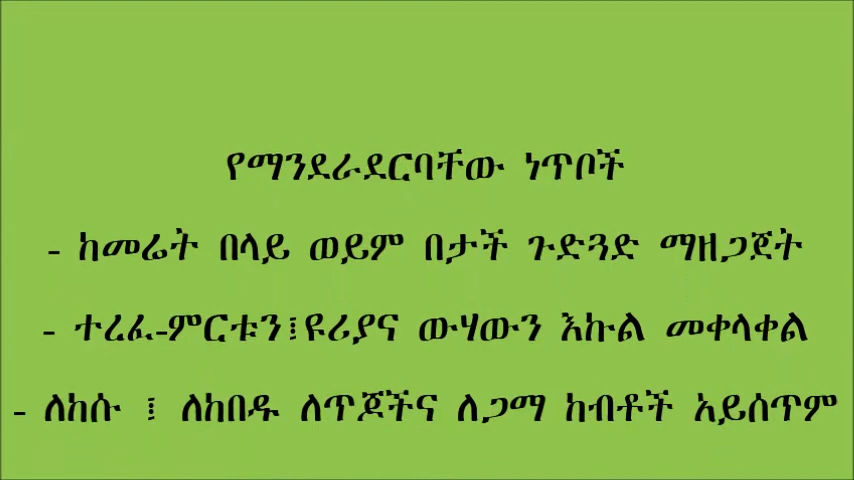 የማንደራደርባቸው ነጥቦች
- ከመሬት በላይ ወይም በታች ጉድጓድ ማዘጋጀት
- ተረፈ-ምርቱን፤ዩሪያና ውሃውን እኩል መቀላቀል
- ለከሱ ፤ ለከበዱ ለጥጆችና ለጋማ ከብቶች አይሰጥም